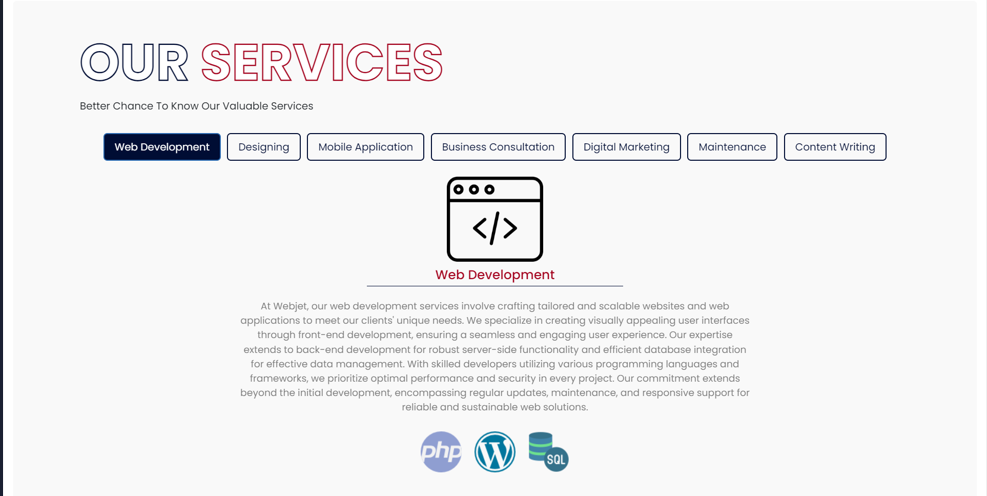 OUR SERVICES
Better Chance To Know Our Valuable Services
Web Development
Designing
Mobile Application
Business Consultation
Digital Marketing
Maintenance
Content Writing
</>
Web Development
At Webjet, our web development services involve crafting tailored and scalable websites and web
applications to meet our clients' unique needs. We specialize in creating visually appealing user interfaces
through front-end development, ensuring a seamless and engaging user experience. Our expertise
extends to back-end development for robust server-side functionality and efficient database integration
for effective data management. With skilled developers utilizing various programming languages and
frameworks, we prioritize optimal performance and security in every project. Our commitment extends
beyond the initial development, encompassing regular updates, maintenance, and responsive support for
reliable and sustainable web solutions.
php
W
SQL